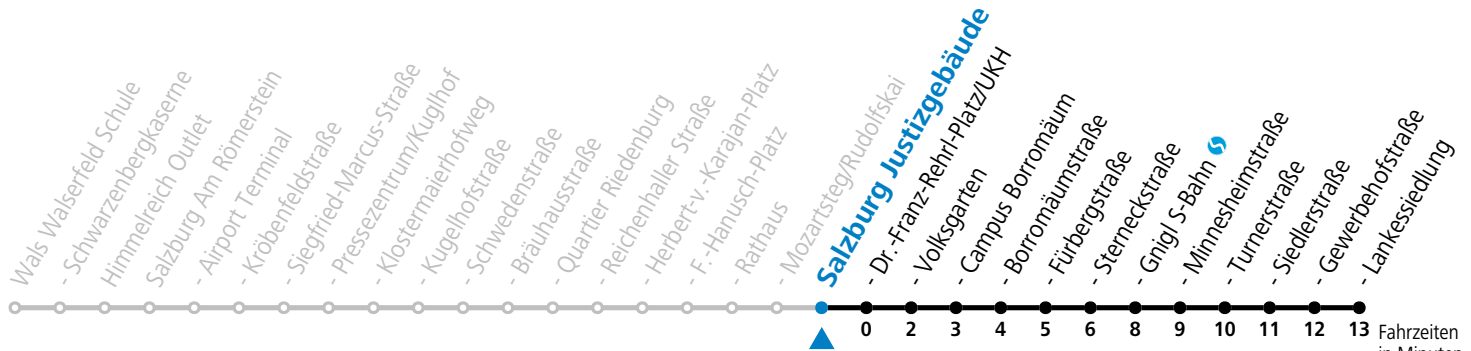 Wals Walserfeld Schule
- Schwarzenbergkaserne
Himmelreich Outlet
Salzburg Am Römerstein
- Airport Terminal
- Kröbenfeldstraße
- Siegfried-Marcus-Straße
- Pressezentrum/Kuglhof
- Klostermaierhofweg
- Kugelhofstraße
- Schwedenstraße
- Bräuhausstraße
- Quartier Riedenburg
- Reichenhaller Straße
- Herbert-v.-Karajan-Platz
- F.-Hanusch-Platz
- Rathaus
- Mozartsteg/Rudolfskai
Salzburg Justizgebäude
- Dr.-Franz-Rehrl-Platz/UKH
- Volksgarten
- Campus Borromäum
- Borromäumstraße
- Fürbergstraße
- Sterneckstraße
- Gnigl S-Bahn
- Minnesheimstraße
- Turnerstraße
- Siedlerstraße
- Gewerbehofstraße
- Lankessiedlung
0 2 3 4 5 6 8 9 10 11 12 13 Fahrzeiten
in Minuten